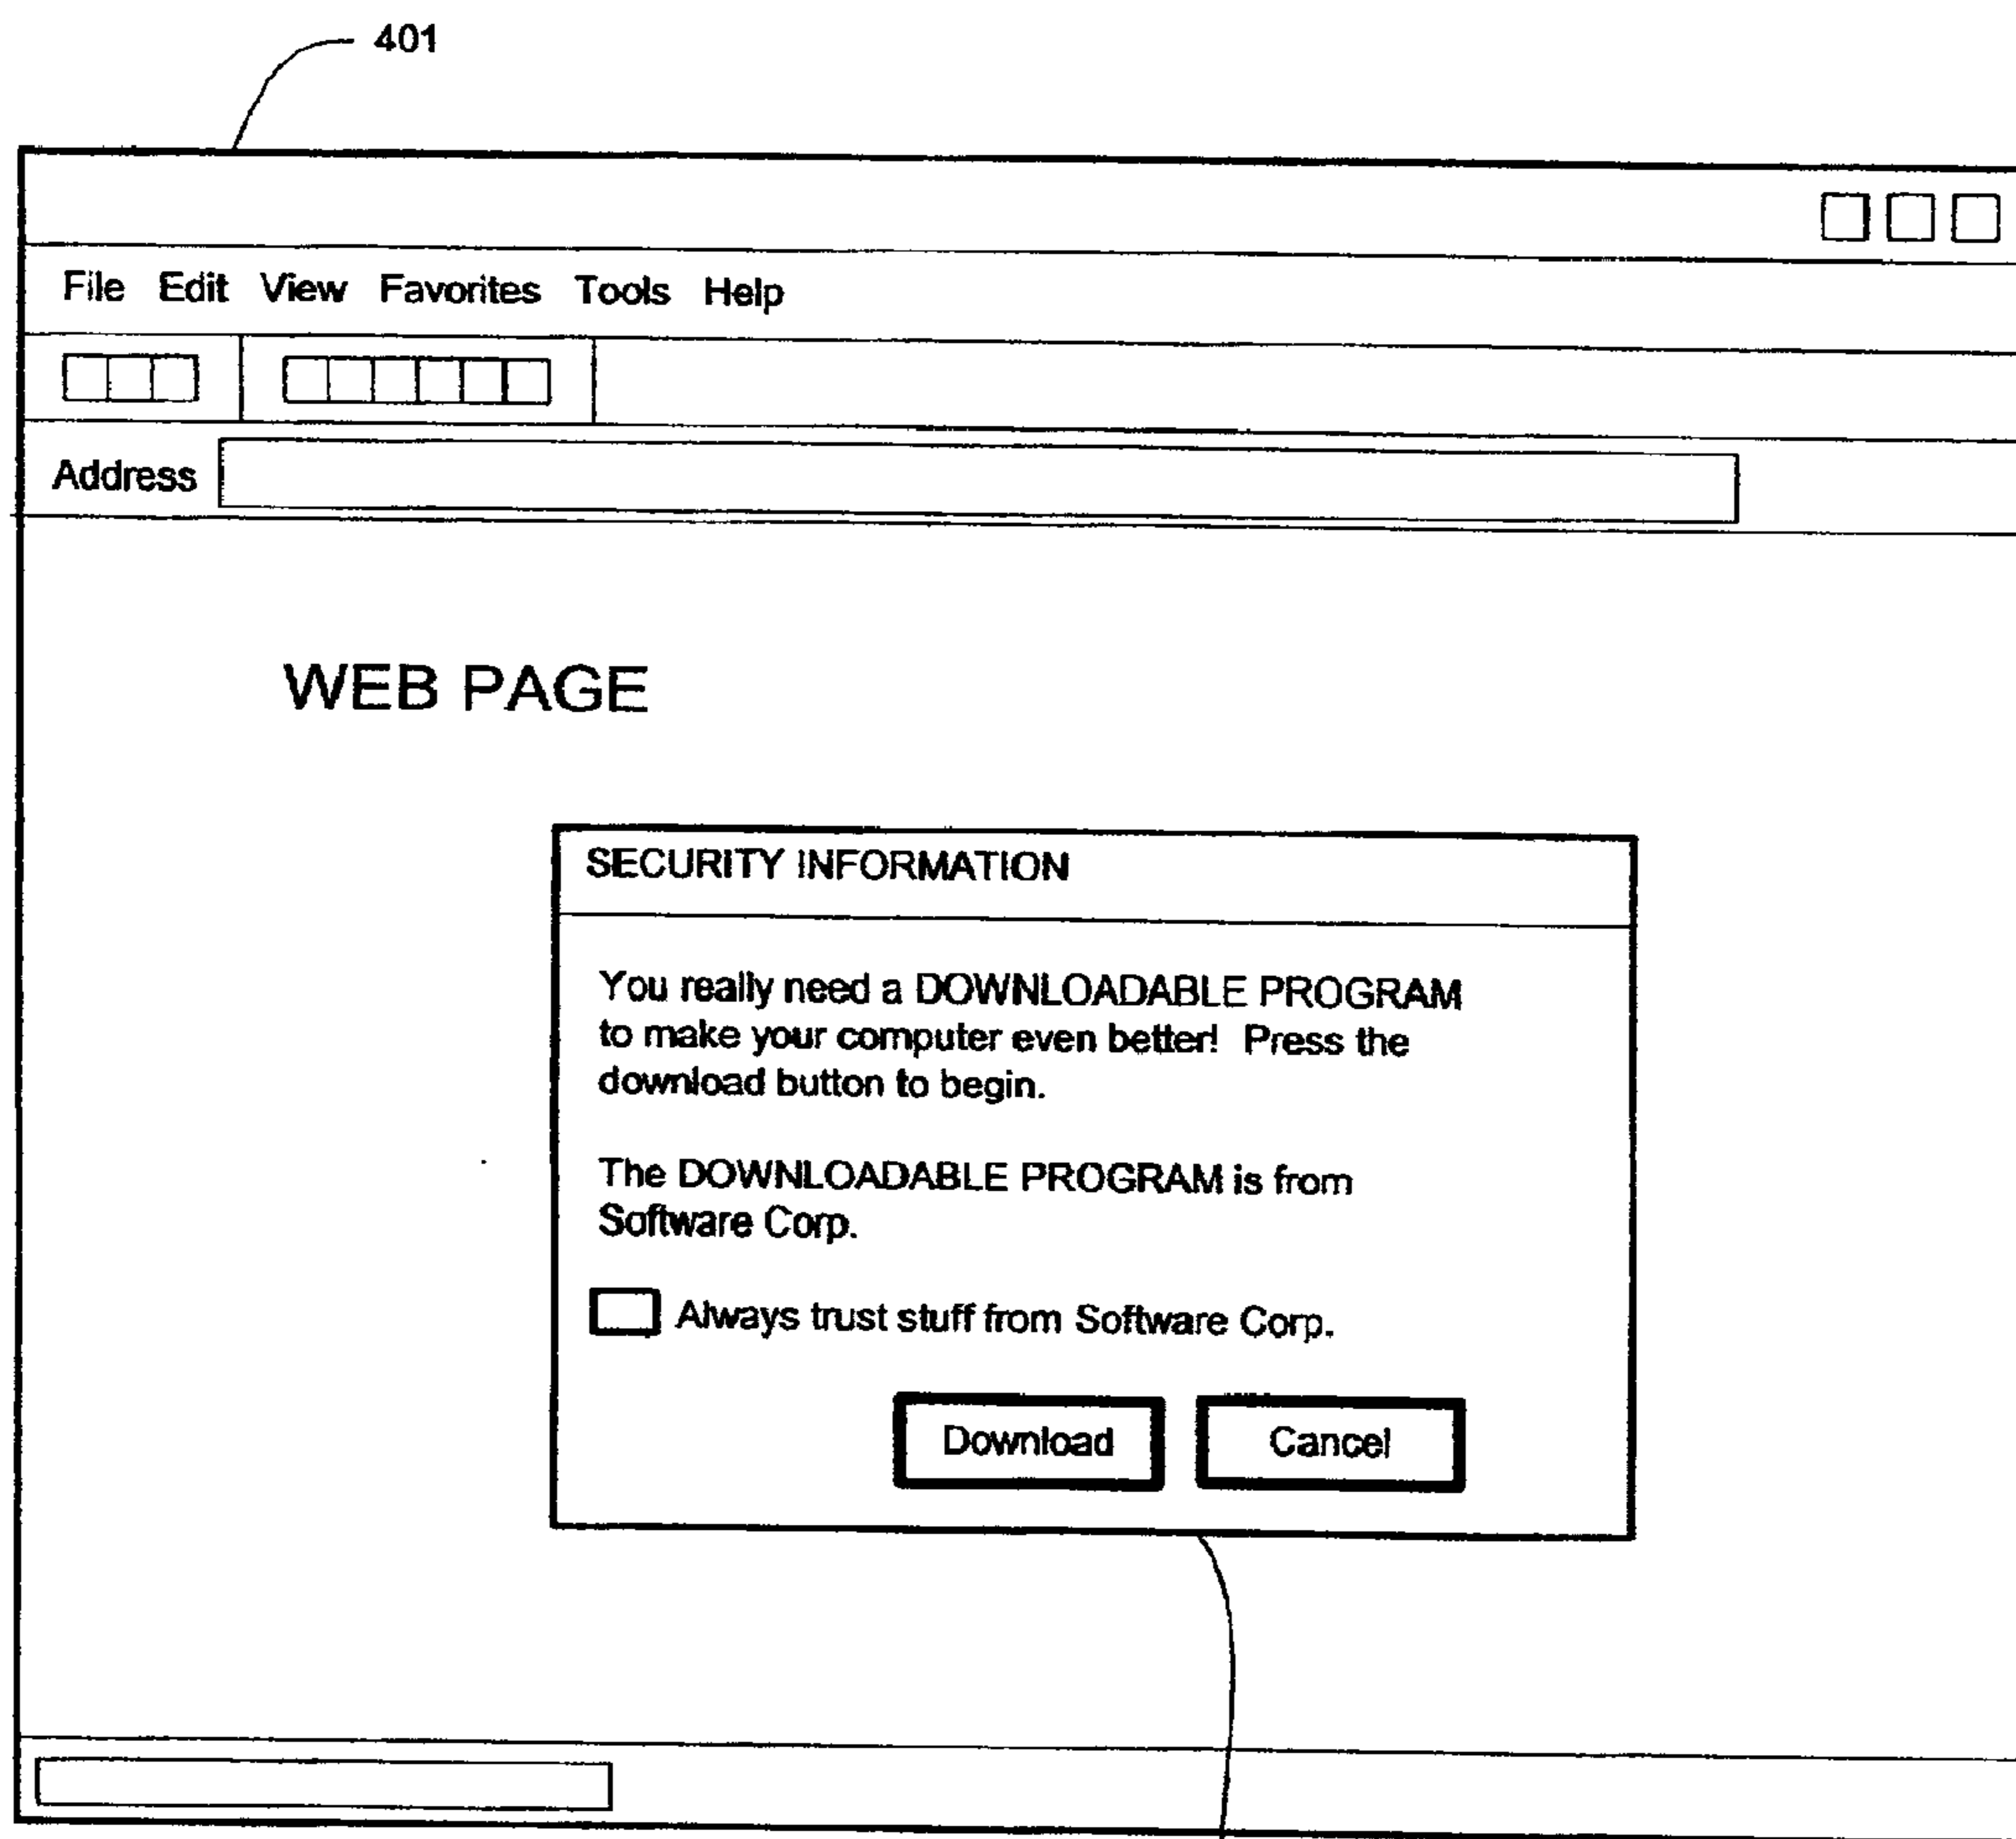 401
File Edit View Favorites Tools Help
Address
WEB PAGE
SECURITY INFORMATION
You really need a DOWNLOADABLE PROGRAM
to make your computer even better! Press the
download button to begin.
The DOWNLOADABLE PROGRAM is from
Software Corp.
Always trust stuff from Software Corp.
Download Cancel